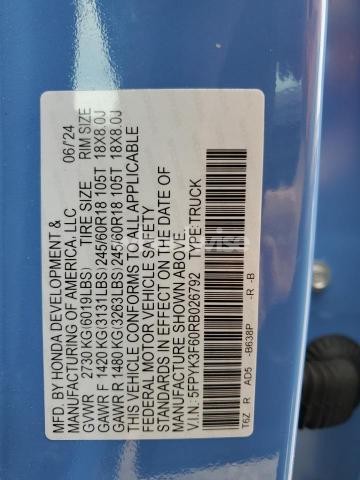 MFD. BY HONDA DEVELOPMENT &
MANUFACTURING OF AMERICA, LLC 06/'24
GVWR 2730 KG(6019LBS) TIRE SIZE RIM SIZE
GAWR F 1420 KG(3131LBS)245/60R18 105T 18X8.0J
GAWR R 1480 KG(3263LBS)245/60R18 105T 18X8.0J
THIS VEHICLE CONFORMS TO ALL APPLICABLE
FEDERAL MOTOR VEHICLE SAFETY
STANDARDS IN EFFECT ON THE DATE OF
MANUFACTURE SHOWN ABOVE.
V.I.N.: 5FPYK3F60RB026792 TYPE:TRUCK
T6Z R AD5 -B638P -R -B